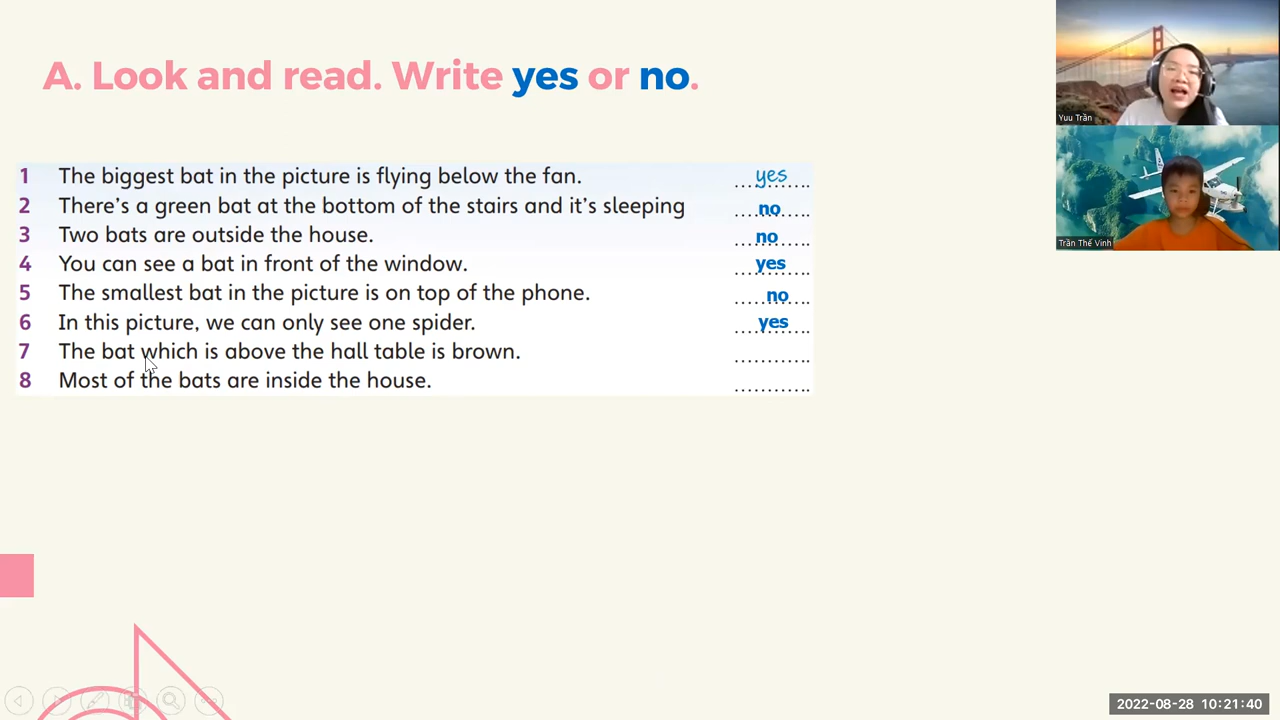 A. Look and read. Write yes or no.
1 The biggest bat in the picture is flying below the fan. ....yes....
2 There's a green bat at the bottom of the stairs and it's sleeping ....no....
3 Two bats are outside the house. ....no....
4 You can see a bat in front of the window. ....yes....
5 The smallest bat in the picture is on top of the phone. ....no....
6 In this picture, we can only see one spider. ....yes....
7 The bat which is above the hall table is brown. ............
8 Most of the bats are inside the house. ............
Yuu Trần
Trần Thế Vinh
2022-08-28 10:21:40